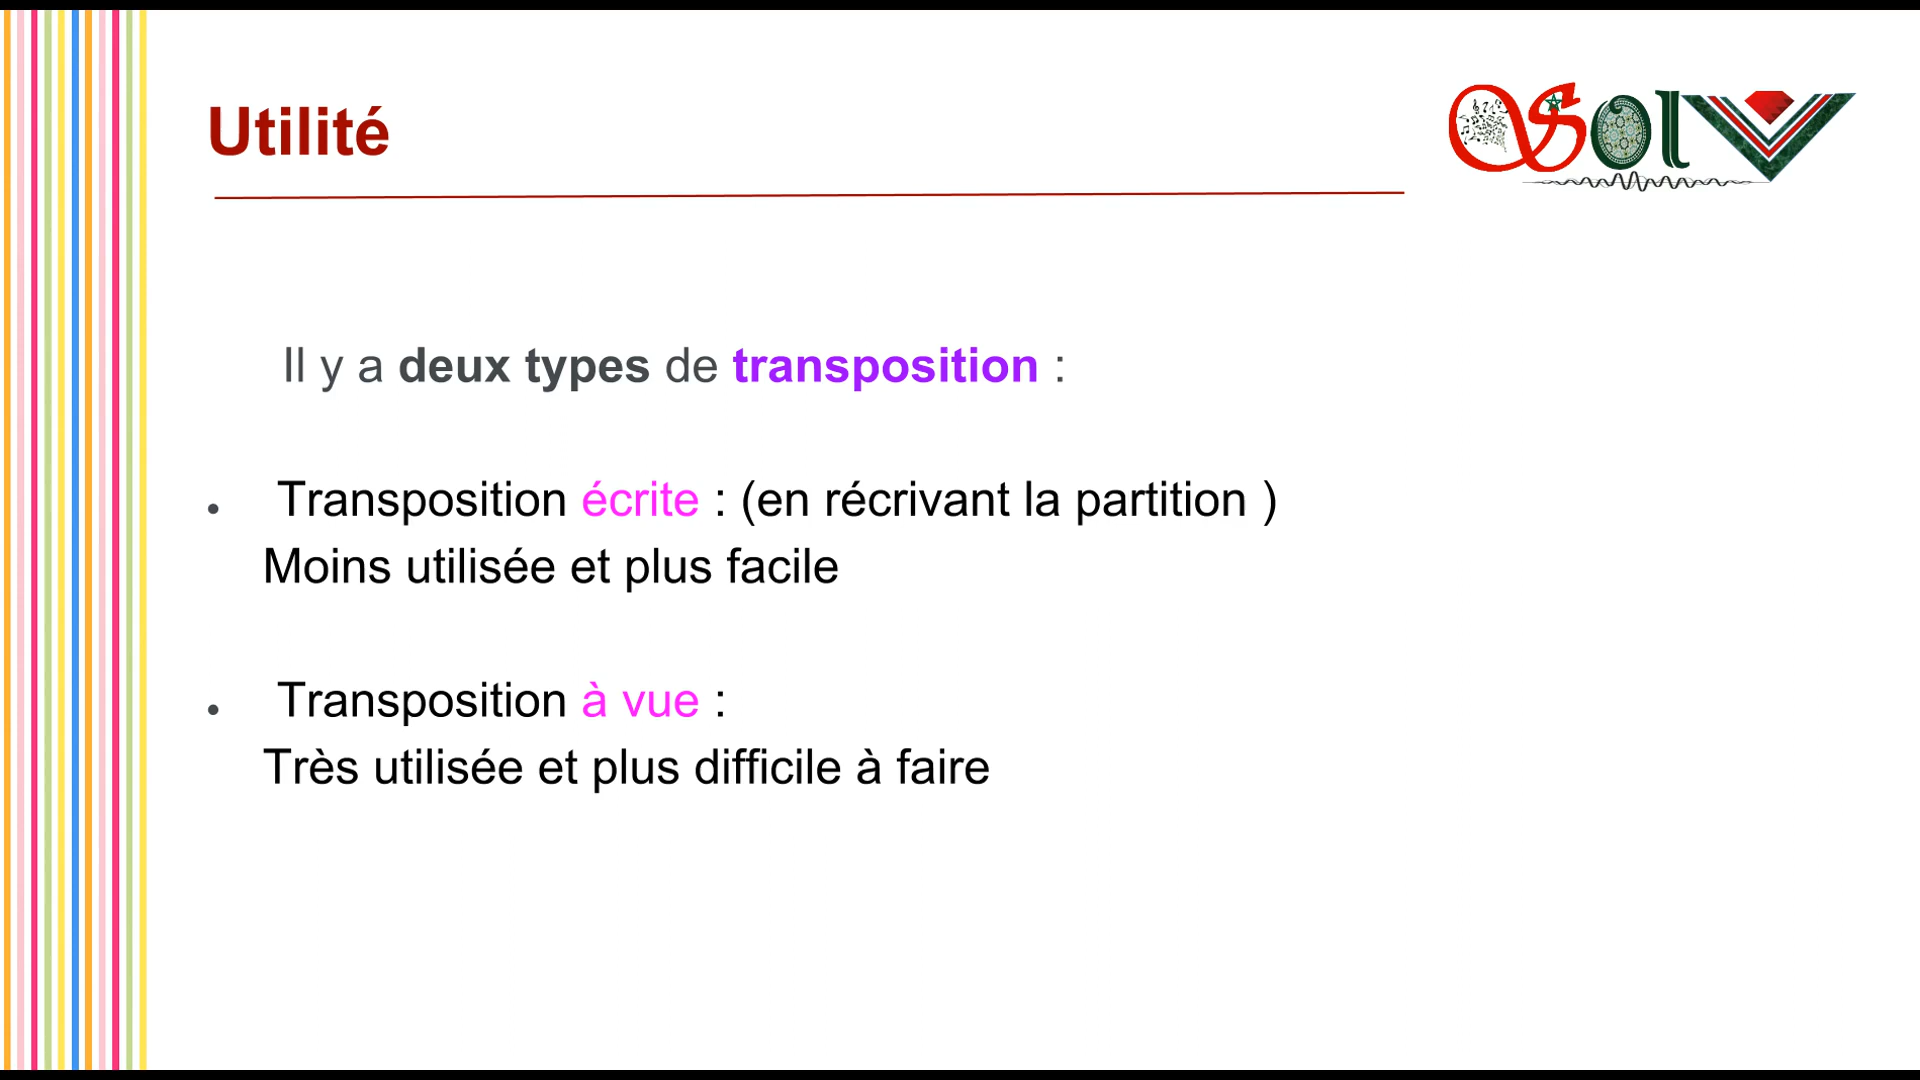 Utilité
OSol
Il y a deux types de transposition :
• Transposition écrite : (en récrivant la partition )
Moins utilisée et plus facile
• Transposition à vue :
Très utilisée et plus difficile à faire